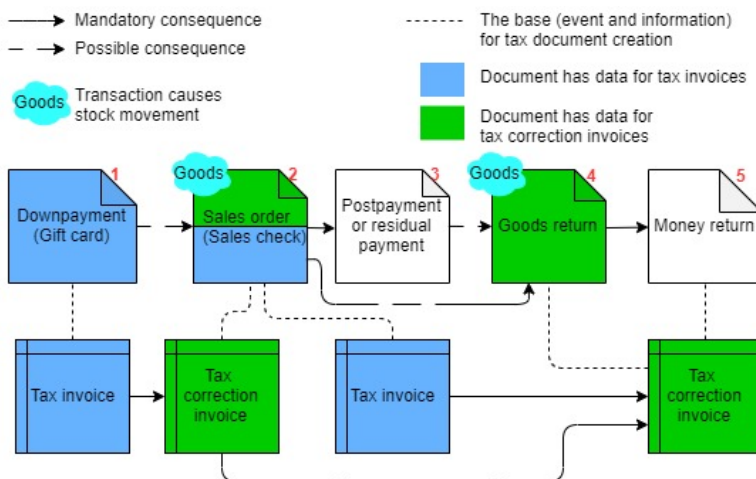 Mandatory consequence
Possible consequence
Goods
Transaction causes
stock movement
The base (event and information)
for tax document creation
Document has data for tax invoices
Document has data for
tax correction invoices
1
Downpayment
(Gift card)
Goods
2
Sales order
(Sales check)
3
Postpayment
or residual
payment
Goods
4
Goods return
5
Money return
Tax invoice
Tax
correction
invoice
Tax invoice
Tax
correction
invoice